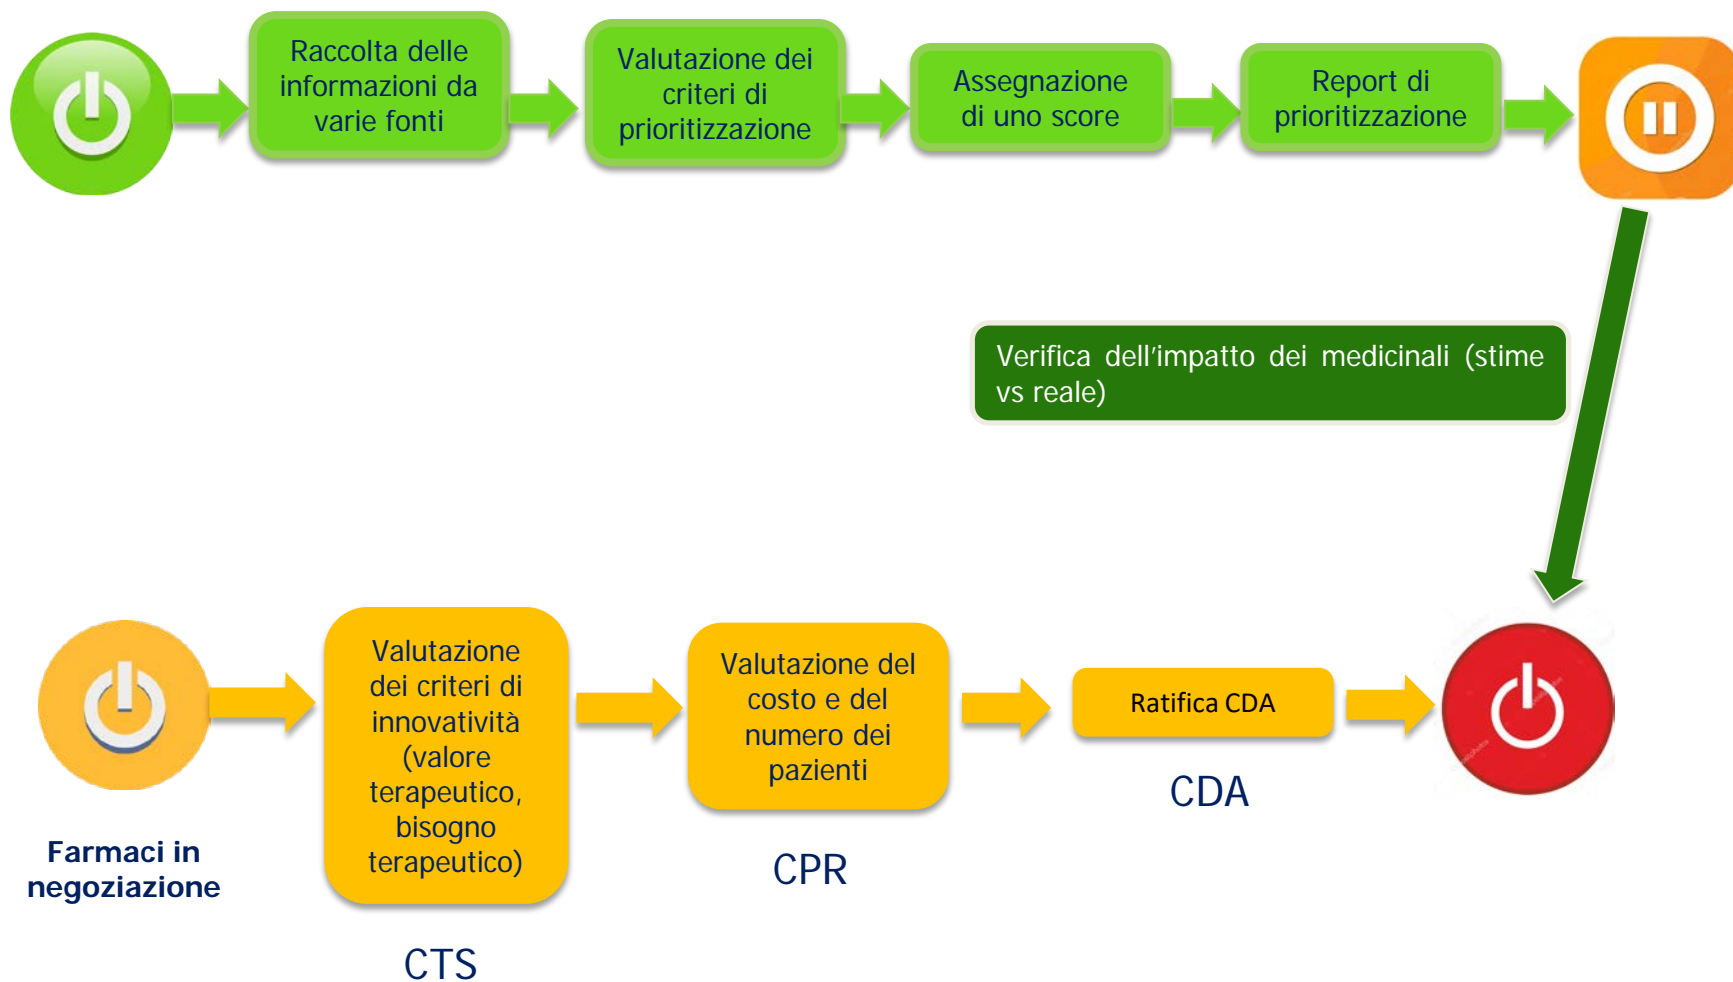 Raccolta delle
informazioni da
varie fonti
Valutazione dei
criteri di
prioritizzazione
Assegnazione
di uno score
Report di
prioritizzazione
Verifica dell'impatto dei medicinali (stime
vs reale)
Farmaci in
negoziazione
Valutazione
dei criteri di
innovatività
(valore
terapeutico,
bisogno
terapeutico)
CTS
Valutazione del
costo e del
numero dei
pazienti
CPR
Ratifica CDA
CDA